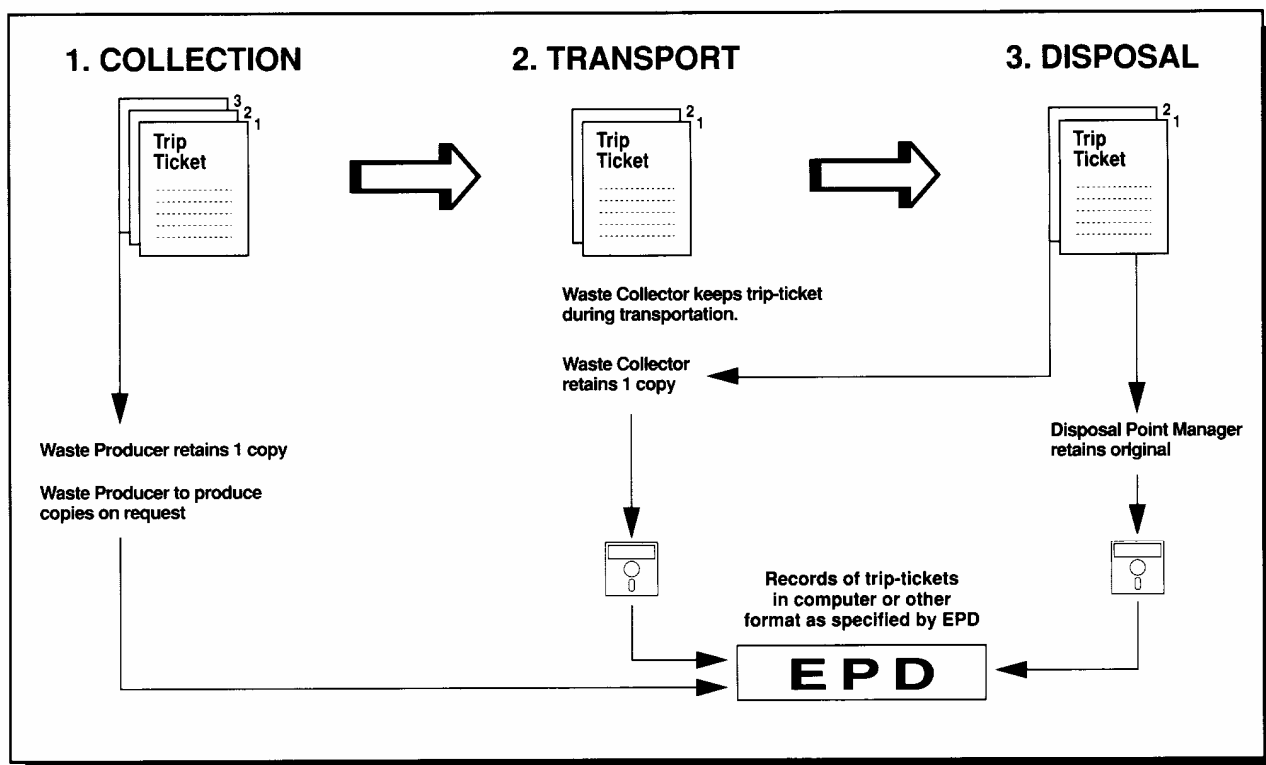 1. COLLECTION
2. TRANSPORT
3. DISPOSAL
3
2
1
Trip
Ticket
2
1
Trip
Ticket
2
1
Trip
Ticket
Waste Collector keeps trip-ticket
during transportation.
Waste Collector
retains 1 copy
Waste Producer retains 1 copy
Waste Producer to produce
copies on request
Disposal Point Manager
retains original
Records of trip-tickets
in computer or other
format as specified by EPD
EPD